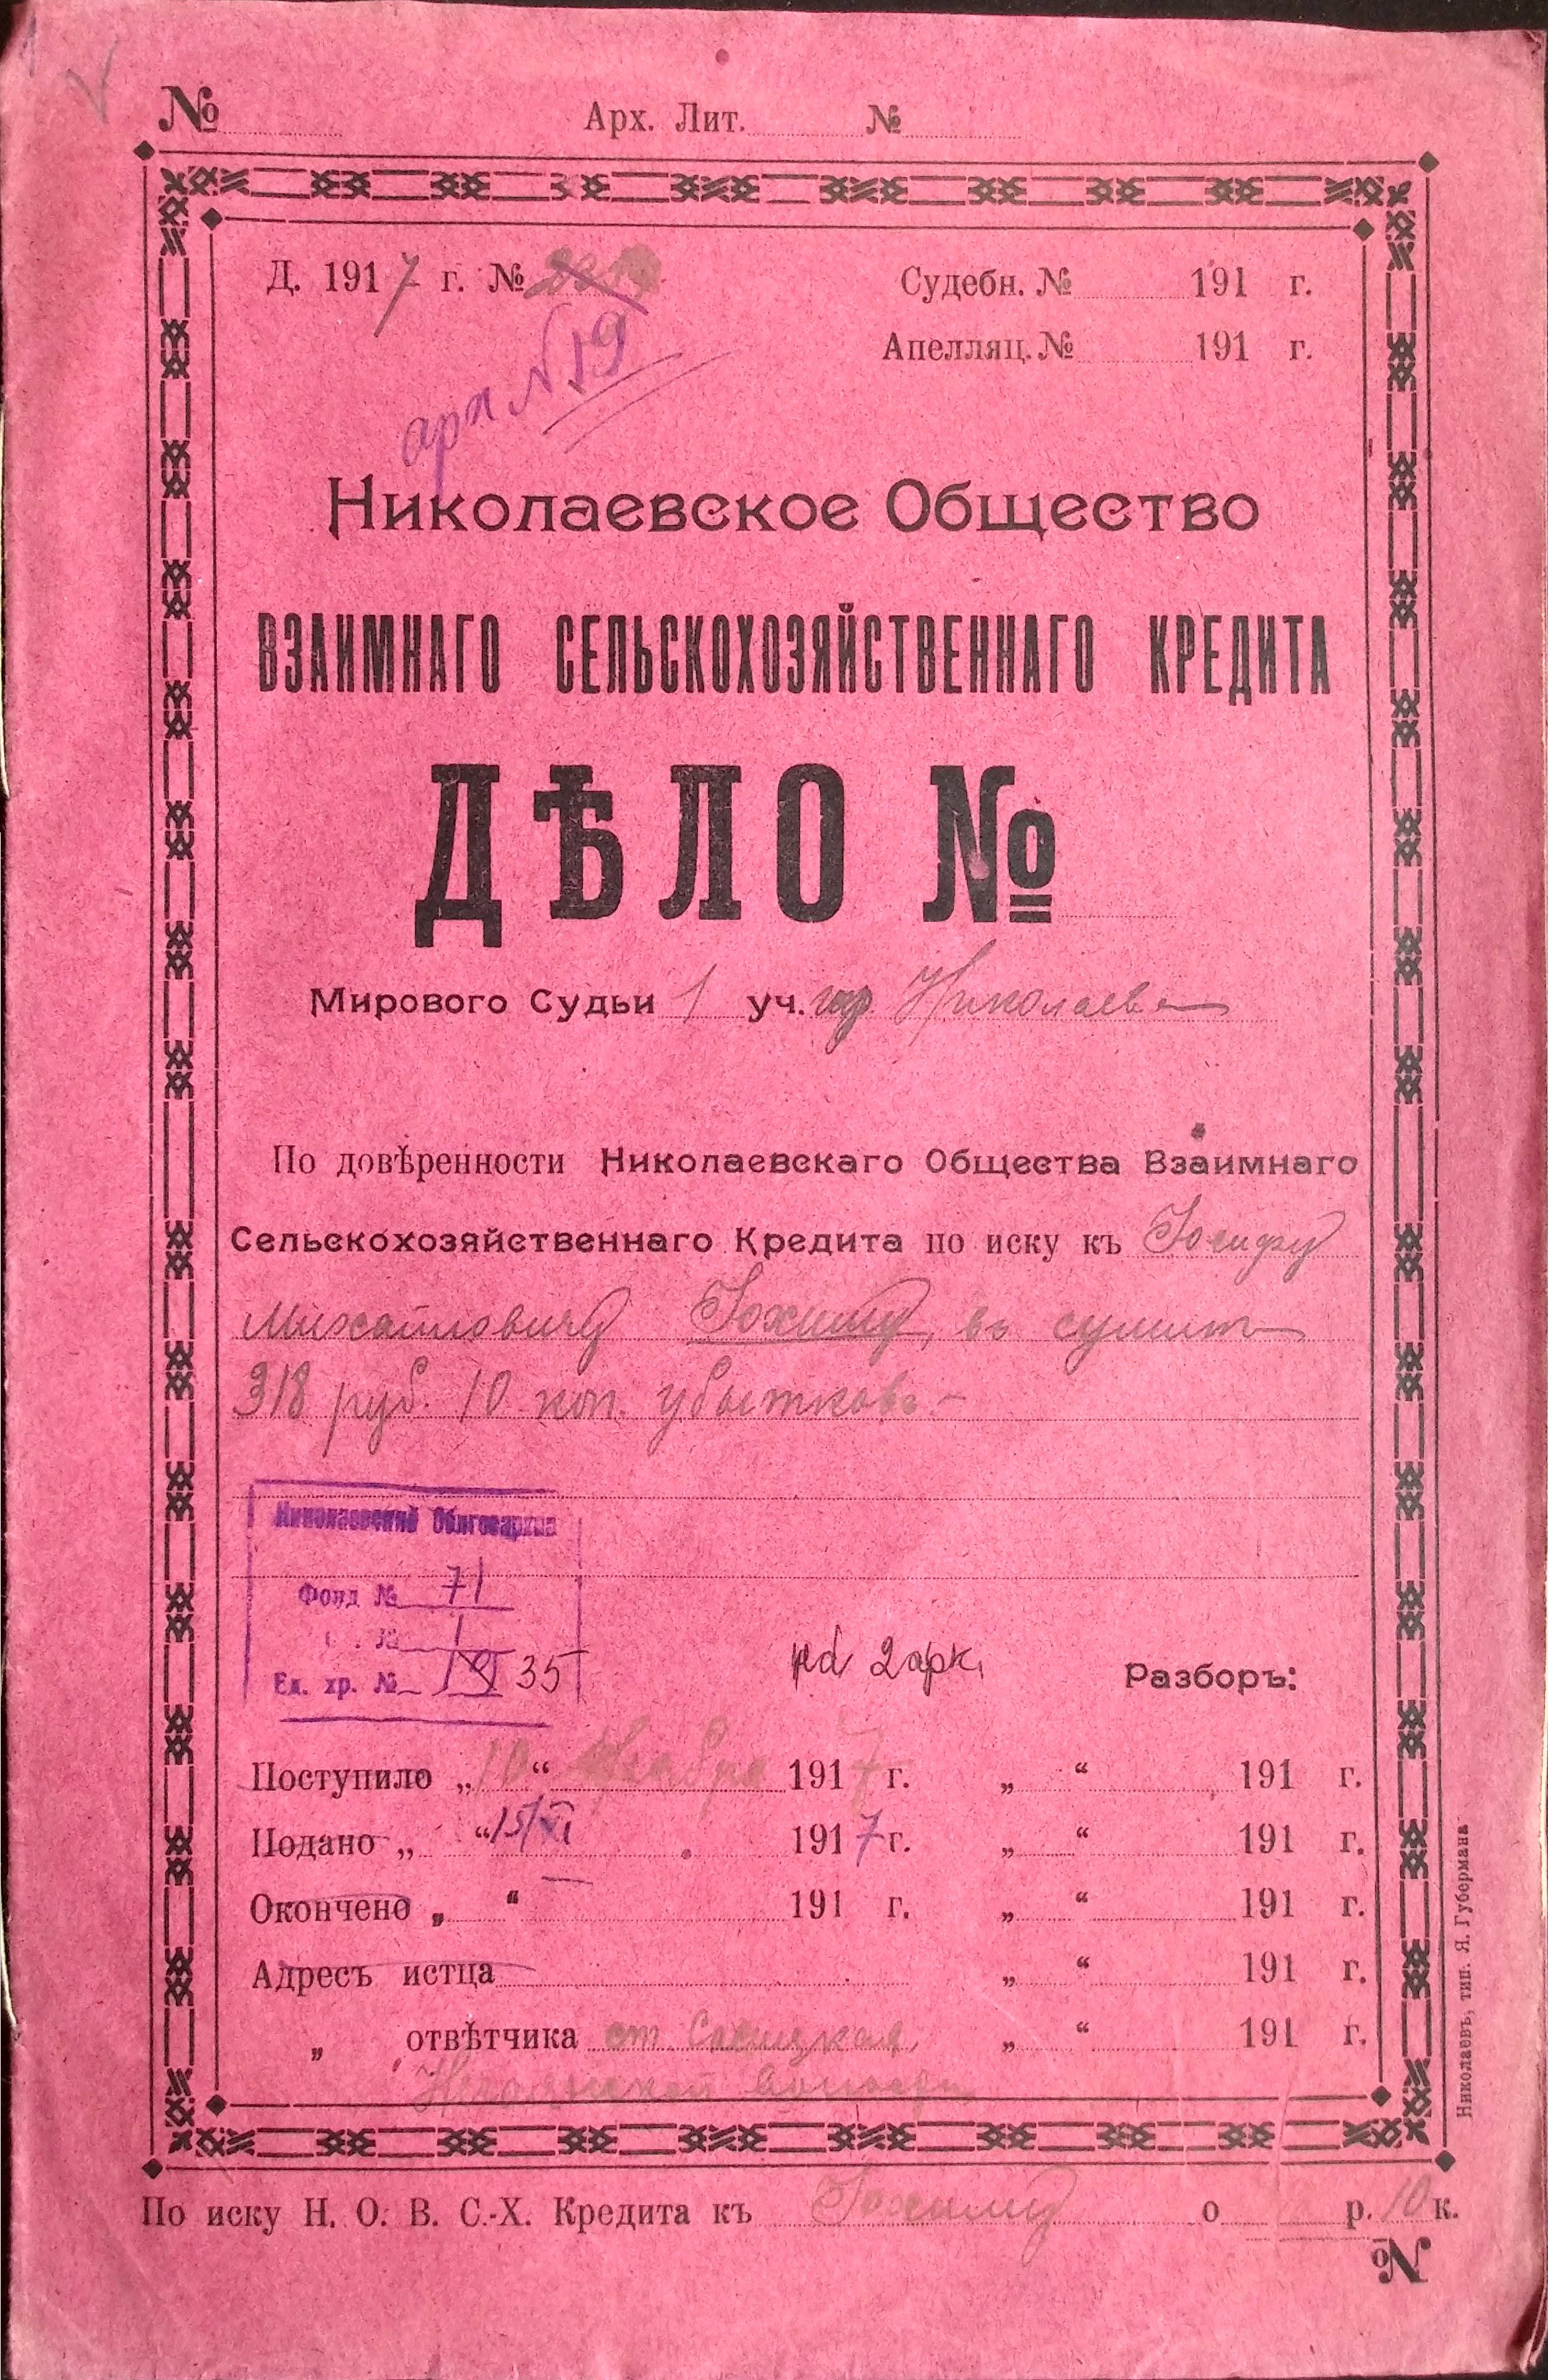 № Арх. Лит. № 
Д. 1917 г. № Судебн. № 191 г.
арх №19
Апелляц. № 191 г.
Николаевское Общество
ВЗАИМНАГО СЕЛЬСКОХОЗЯЙСТВЕННАГО КРЕДИТА
ДѢЛО №
Мирового Судьи 1 уч. гор. Николаева
По довѣренности Николаевскаго Общества Взаимнаго
Сельскохозяйственнаго Кредита по иску къ Іосифу
Михайловичу Іохиму, въ суммѣ
318 руб. 10 коп. убытковъ.–
Николаевский Облгосархив
Фонд № 71
№ 1
Ед. хр. № 35
на 2 арк. Разборъ:
Поступило „10“ 1917 г. „ “ 191 г.
Подано „ “ 15/XI 1917 г. „ “ 191 г.
Окончено „ “ 191 г. „ “ 191 г.
Адресъ истца „ “ 191 г.
„ отвѣтчика ст. „ “ 191 г.
По иску Н. О. В. С.-Х. Кредита къ Іохиму о р. 10 к.
№
Николаевъ, тип. Я. Губермана